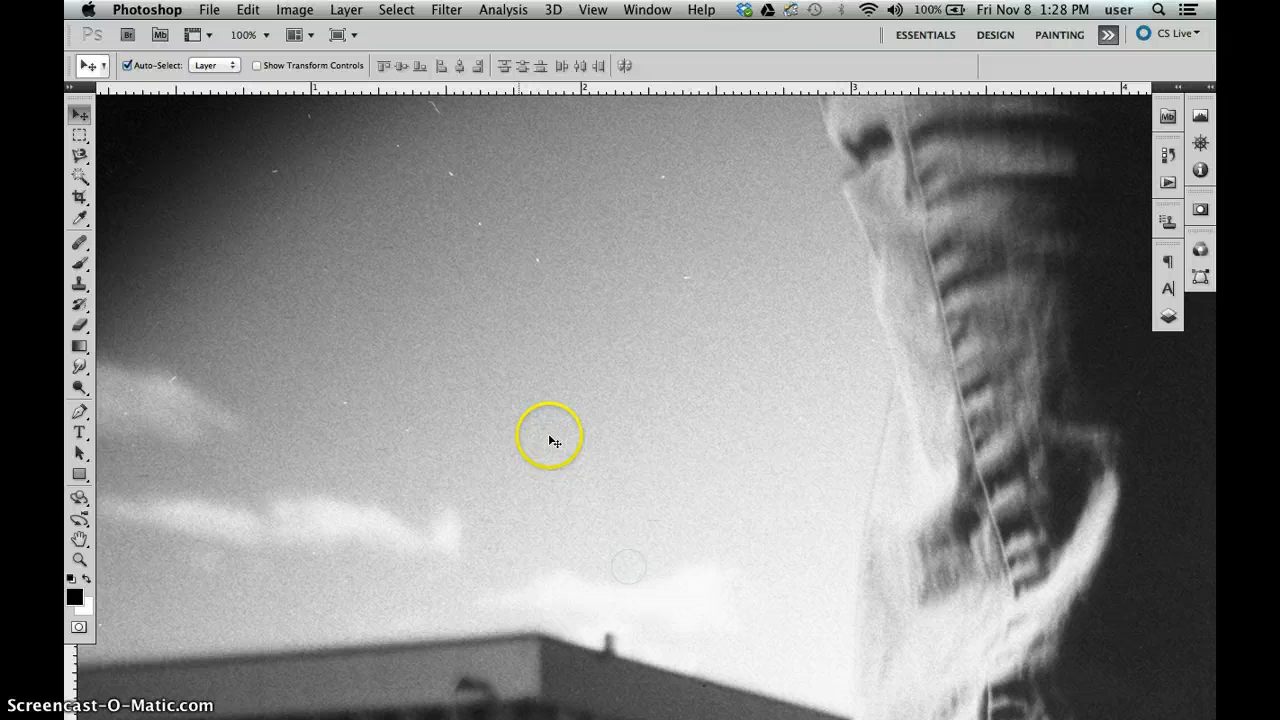 Photoshop File Edit Image Layer Select Filter Analysis 3D View Window Help 100% Fri Nov 8 1:28 PM user
Ps Br Mb 100% ESSENTIALS DESIGN PAINTING CS Live
Auto-Select: Layer Show Transform Controls
1 2 3 4
Mb
A
T
Screencast-O-Matic.com